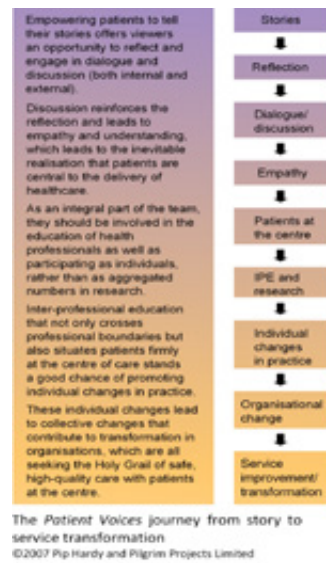 Empowering patients to tell
their stories offers viewers
an opportunity to reflect and
engage in dialogue and
discussion (both internal and
external).
Discussion reinforces the
reflection and leads to
empathy and understanding,
which leads to the inevitable
realisation that patients are
central to the delivery of
healthcare.
As an integral part of the team,
they should be involved in the
education of health
professionals as well as
participating as individuals,
rather than as aggregated
numbers in research.
Inter-professional education
that not only crosses
professional boundaries but
also situates patients firmly
at the centre of care stands
a good chance of promoting
individual changes in practice.
These individual changes lead
to collective changes that
contribute to transformation in
organisations, which are all
seeking the Holy Grail of safe,
high-quality care with patients
at the centre.
Stories
Reflection
Dialogue/
discussion
Empathy
Patients at
the centre
IPE and
research
Individual
changes
in practice
Organisational
change
Service
improvement/
transformation
The Patient Voices journey from story to
service transformation
©2007 Pip Hardy and Pilgrim Projects Limited